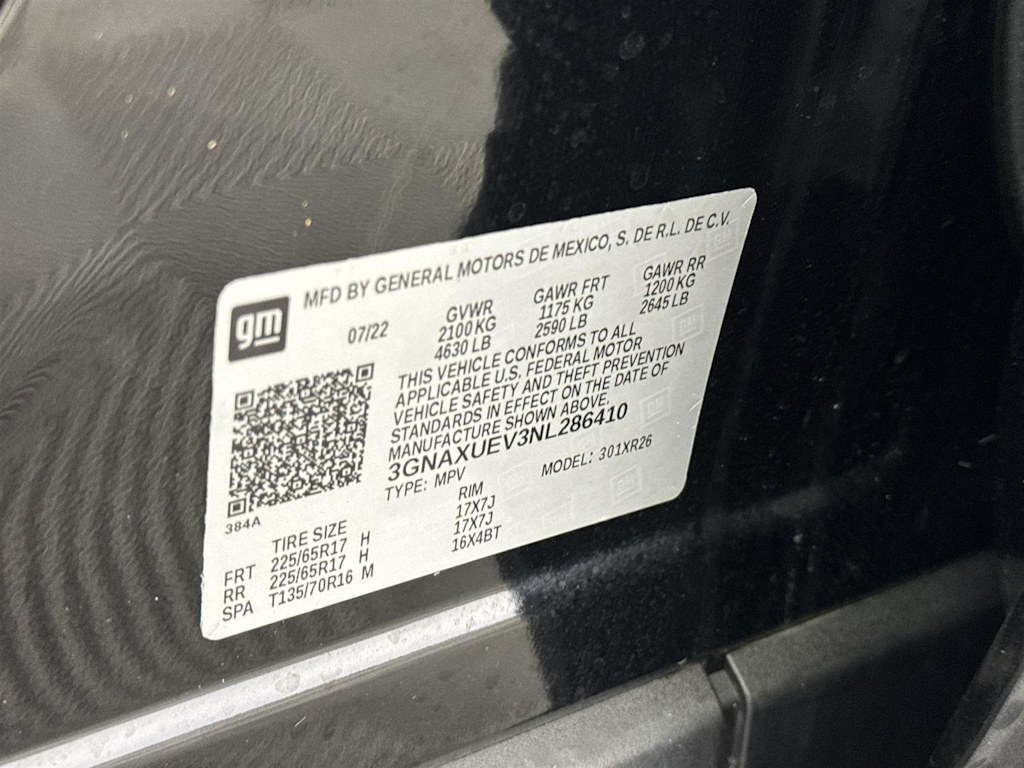 gm
MFD BY GENERAL MOTORS DE MEXICO, S. DE R.L. DE C.V.
07/22
GVWR
2100 KG
4630 LB
GAWR FRT
1175 KG
2590 LB
GAWR RR
1200 KG
2645 LB
THIS VEHICLE CONFORMS TO ALL
APPLICABLE U.S. FEDERAL MOTOR
VEHICLE SAFETY AND THEFT PREVENTION
STANDARDS IN EFFECT ON THE DATE OF
MANUFACTURE SHOWN ABOVE.
3GNAXUEV3NL286410
TYPE: MPV
MODEL: 301XR26
384A
TIRE SIZE
RIM
FRT 225/65R17 H 17X7J
RR 225/65R17 H 17X7J
SPA T135/70R16 M 16X4BT